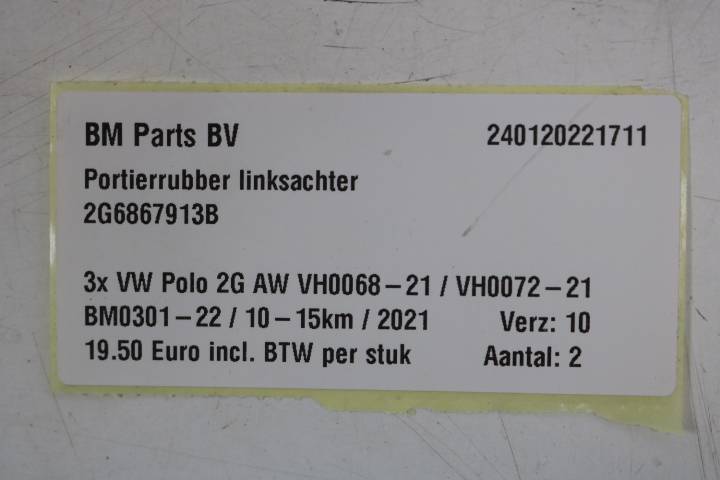 BM Parts BV 240120221711
Portierrubber linksachter
2G6867913B
3x VW Polo 2G AW VH0068-21 / VH0072-21
BM0301-22 / 10-15km / 2021 Verz: 10
19.50 Euro incl. BTW per stuk Aantal: 2